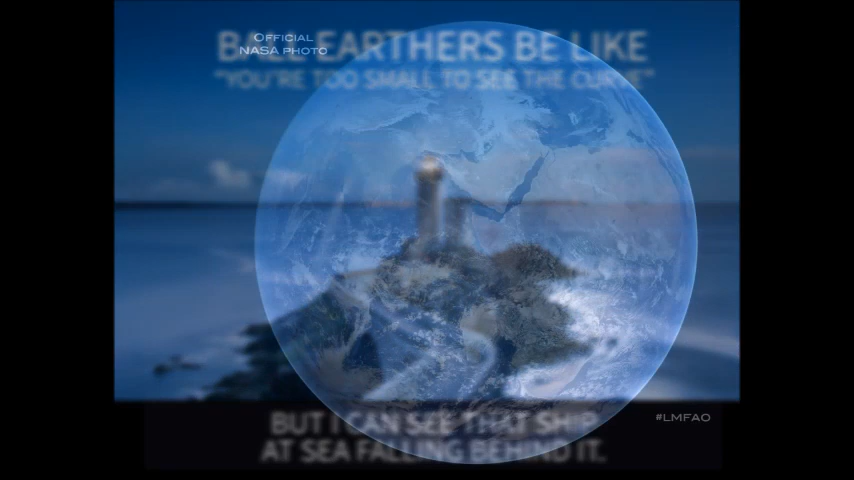 BALL EARTHERS BE LIKE
OFFICIAL
NASA PHOTO
"YOU'RE TOO SMALL TO SEE THE CURVE"
#LMFAO
BUT I CAN SEE THAT SHIP
AT SEA FALLING BEHIND IT.